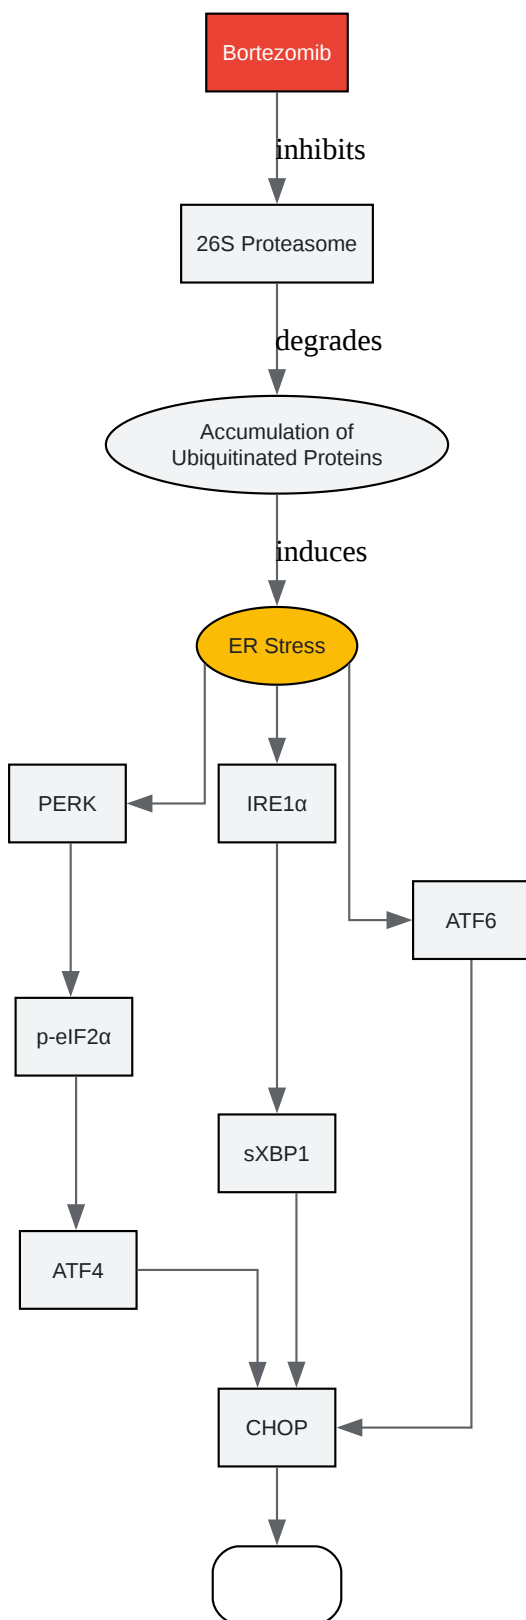 Bortezomib
inhibits
26S Proteasome
degrades
Accumulation of
Ubiquitinated Proteins
induces
ER Stress
PERK
IRE1α
ATF6
p-eIF2α
sXBP1
ATF4
CHOP